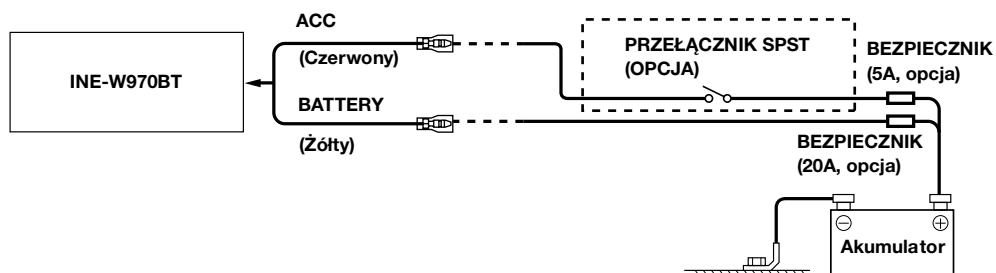 ACC
(Czerwony)
INE-W970BT
BATTERY
(Żółty)
PRZEŁĄCZNIK SPST
(OPCJA)
BEZPIECZNIK
(5A, opcja)
BEZPIECZNIK
(20A, opcja)
Akumulator